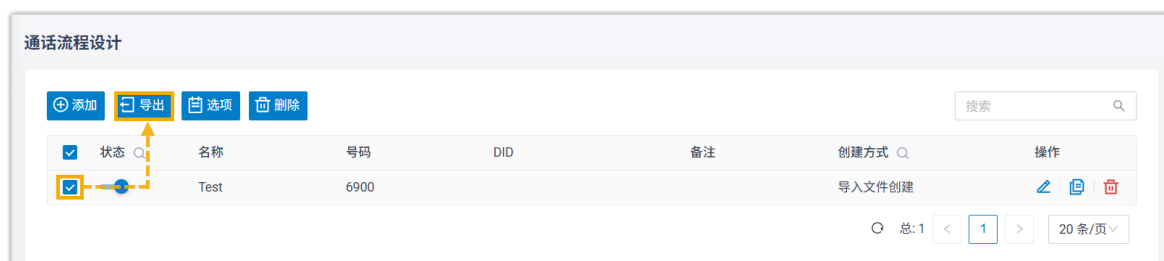 通话流程设计
添加 导出 选项 删除 搜索
状态 名称 号码 DID 备注 创建方式 操作
Test 6900 导入文件创建
总: 1 < 1 > 20 条/页